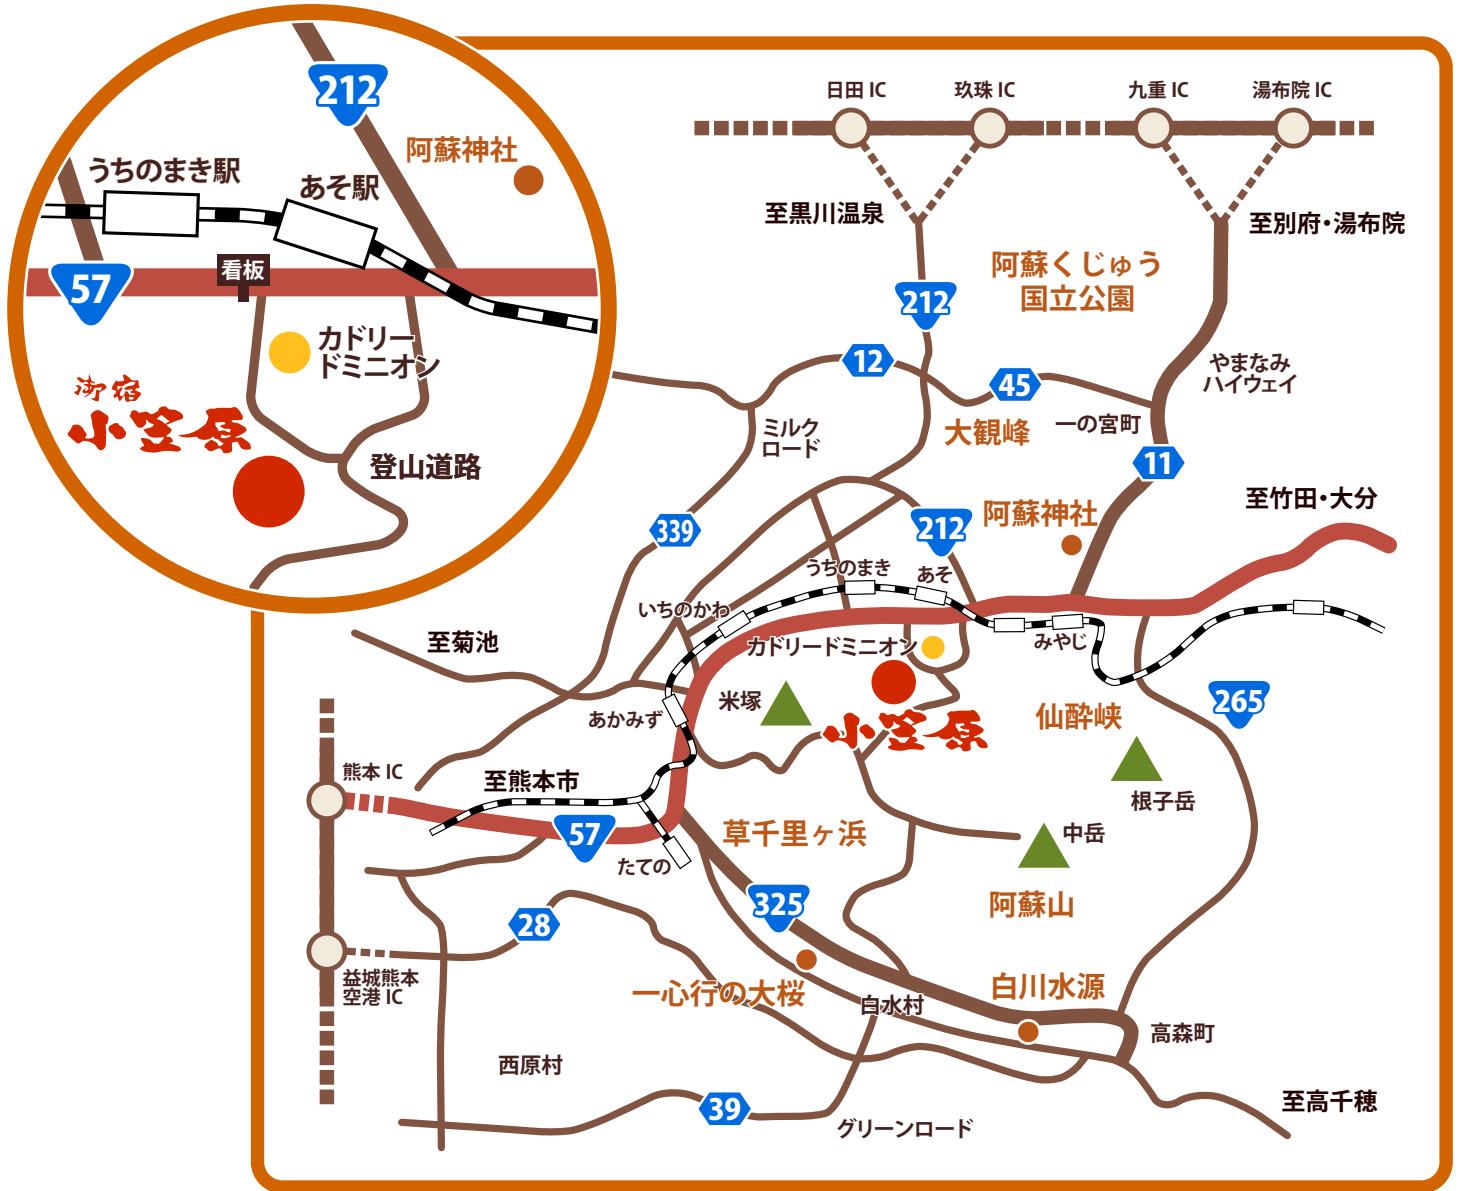 212
阿蘇神社
うちのまき駅
あそ駅
看板
57
カドリー
ドミニオン
御宿
小笠原
登山道路
日田 IC
玖珠 IC
九重 IC
湯布院 IC
至黒川温泉
至別府・湯布院
阿蘇くじゅう
国立公園
212
12
45
やまなみ
ハイウェイ
ミルク
ロード
大観峰
一の宮町
11
339
212
阿蘇神社
至竹田・大分
うちのまき
あそ
いちのかわ
至菊池
カドリードミニオン
みやじ
米塚
小笠原
仙酔峡
265
あかみず
熊本 IC
至熊本市
根子岳
57
草千里ヶ浜
中岳
たての
325
阿蘇山
28
益城熊本
空港 IC
一心行の大桜
白水村
白川水源
高森町
西原村
39
グリーンロード
至高千穂